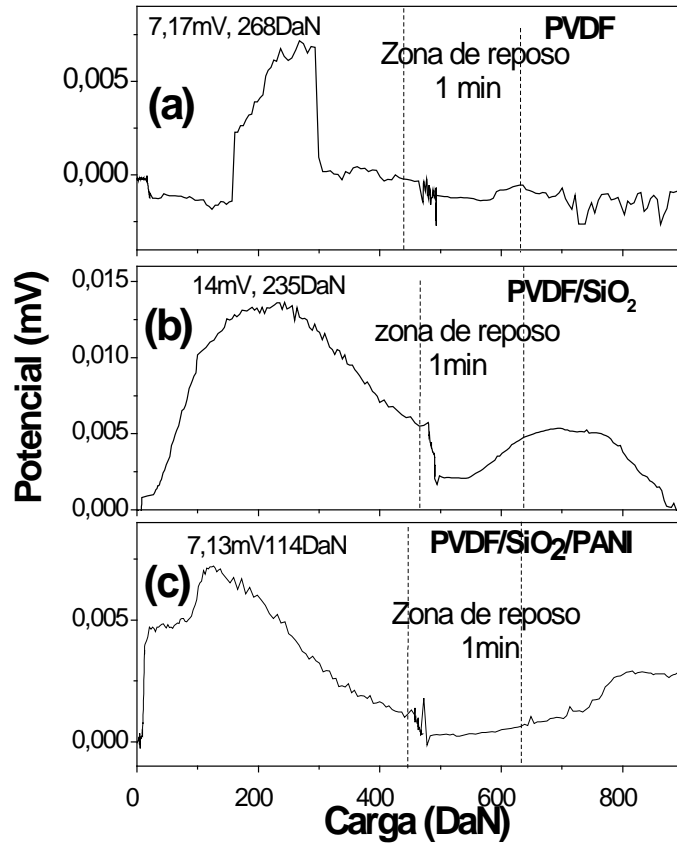 7,17mV, 268DaN
PVDF
Zona de reposo
1 min
(a)
0,005
0,000
0,015
14mV, 235DaN
PVDF/SiO₂
(b)
zona de reposo
1min
0,010
0,005
0,000
7,13mV114DaN
PVDF/SiO₂/PANI
(c)
Zona de reposo
1min
0,005
0,000
Potencial (mV)
0 200 400 600 800
Carga (DaN)